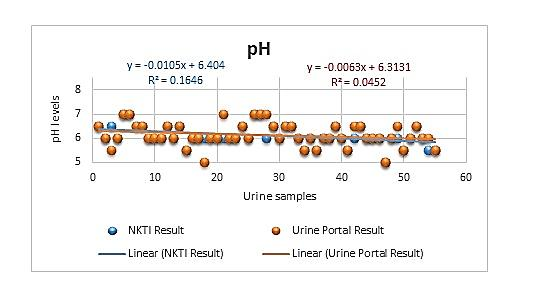 pH
y = -0.0105x + 6.404
R² = 0.1646
y = -0.0063x + 6.3131
R² = 0.0452
pH levels
8
7
6
5
0 10 20 30 40 50 60
Urine samples
NKTI Result
Urine Portal Result
Linear (NKTI Result)
Linear (Urine Portal Result)